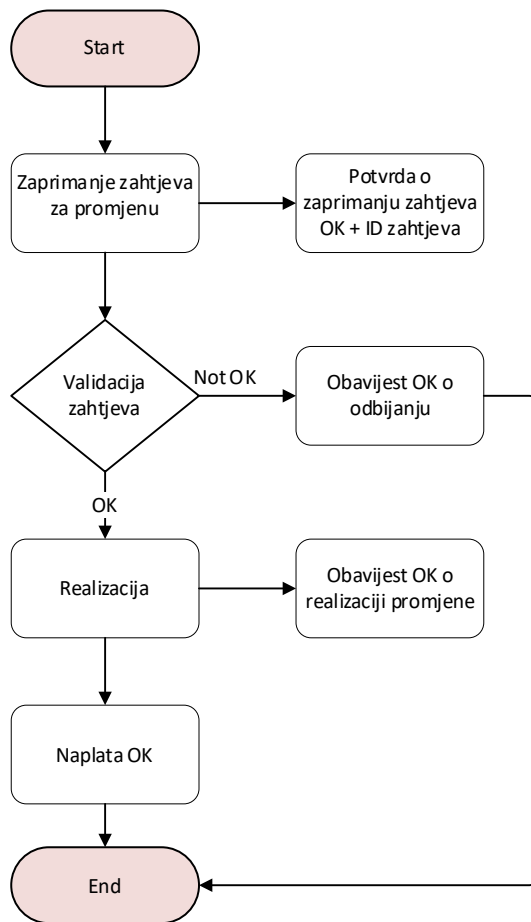 Start
Zaprimanje zahtjeva
za promjenu
Potvrda o
zaprimanju zahtjeva
OK + ID zahtjeva
Validacija
zahtjeva
Not OK
Obavijest OK o
odbijanju
OK
Realizacija
Obavijest OK o
realizaciji promjene
Naplata OK
End